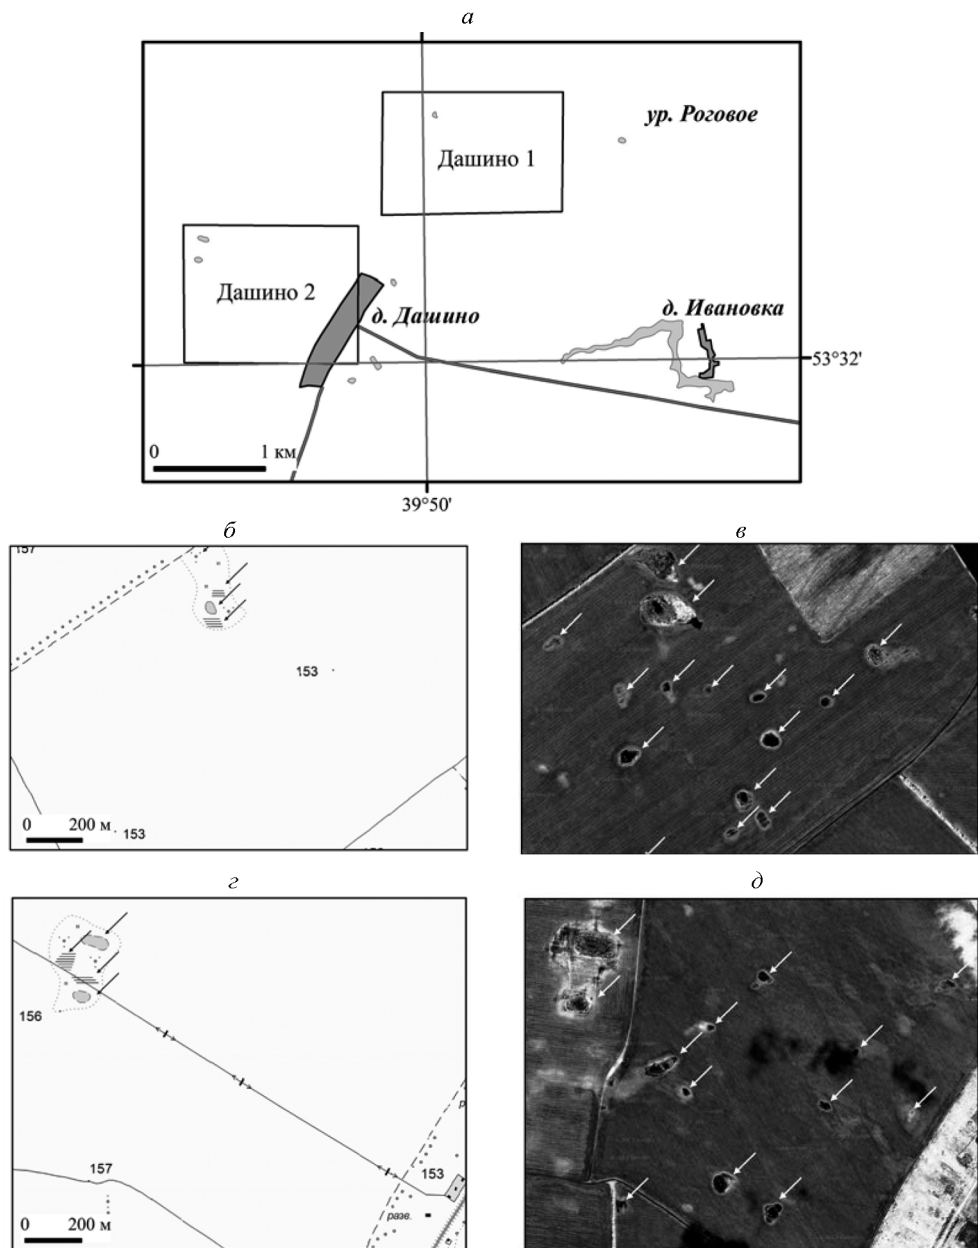 а
ур. Роговое
Дашино 1
Дашино 2
д. Дашино
д. Ивановка
53°32'
0 1 км
39°50'
б
в
157
153
0 200 м
153
г
д
156
157
153
разв.
0 200 м